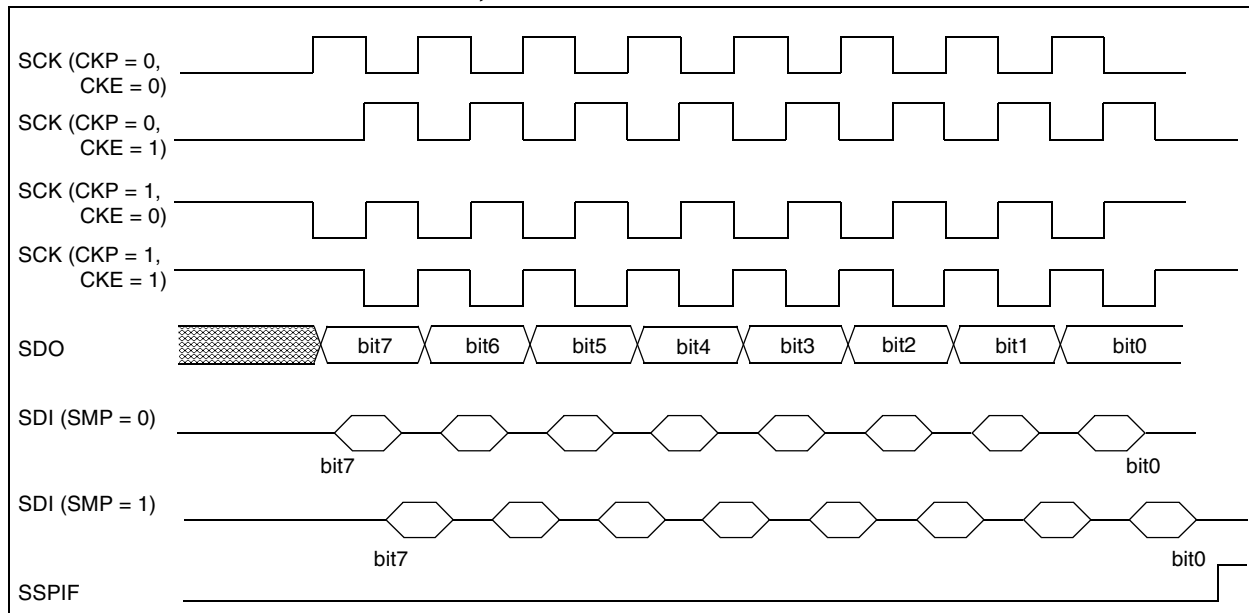 SCK (CKP = 0,
CKE = 0)
SCK (CKP = 0,
CKE = 1)
SCK (CKP = 1,
CKE = 0)
SCK (CKP = 1,
CKE = 1)
SDO bit7 bit6 bit5 bit4 bit3 bit2 bit1 bit0
SDI (SMP = 0)
bit7 bit0
SDI (SMP = 1)
bit7 bit0
SSPIF